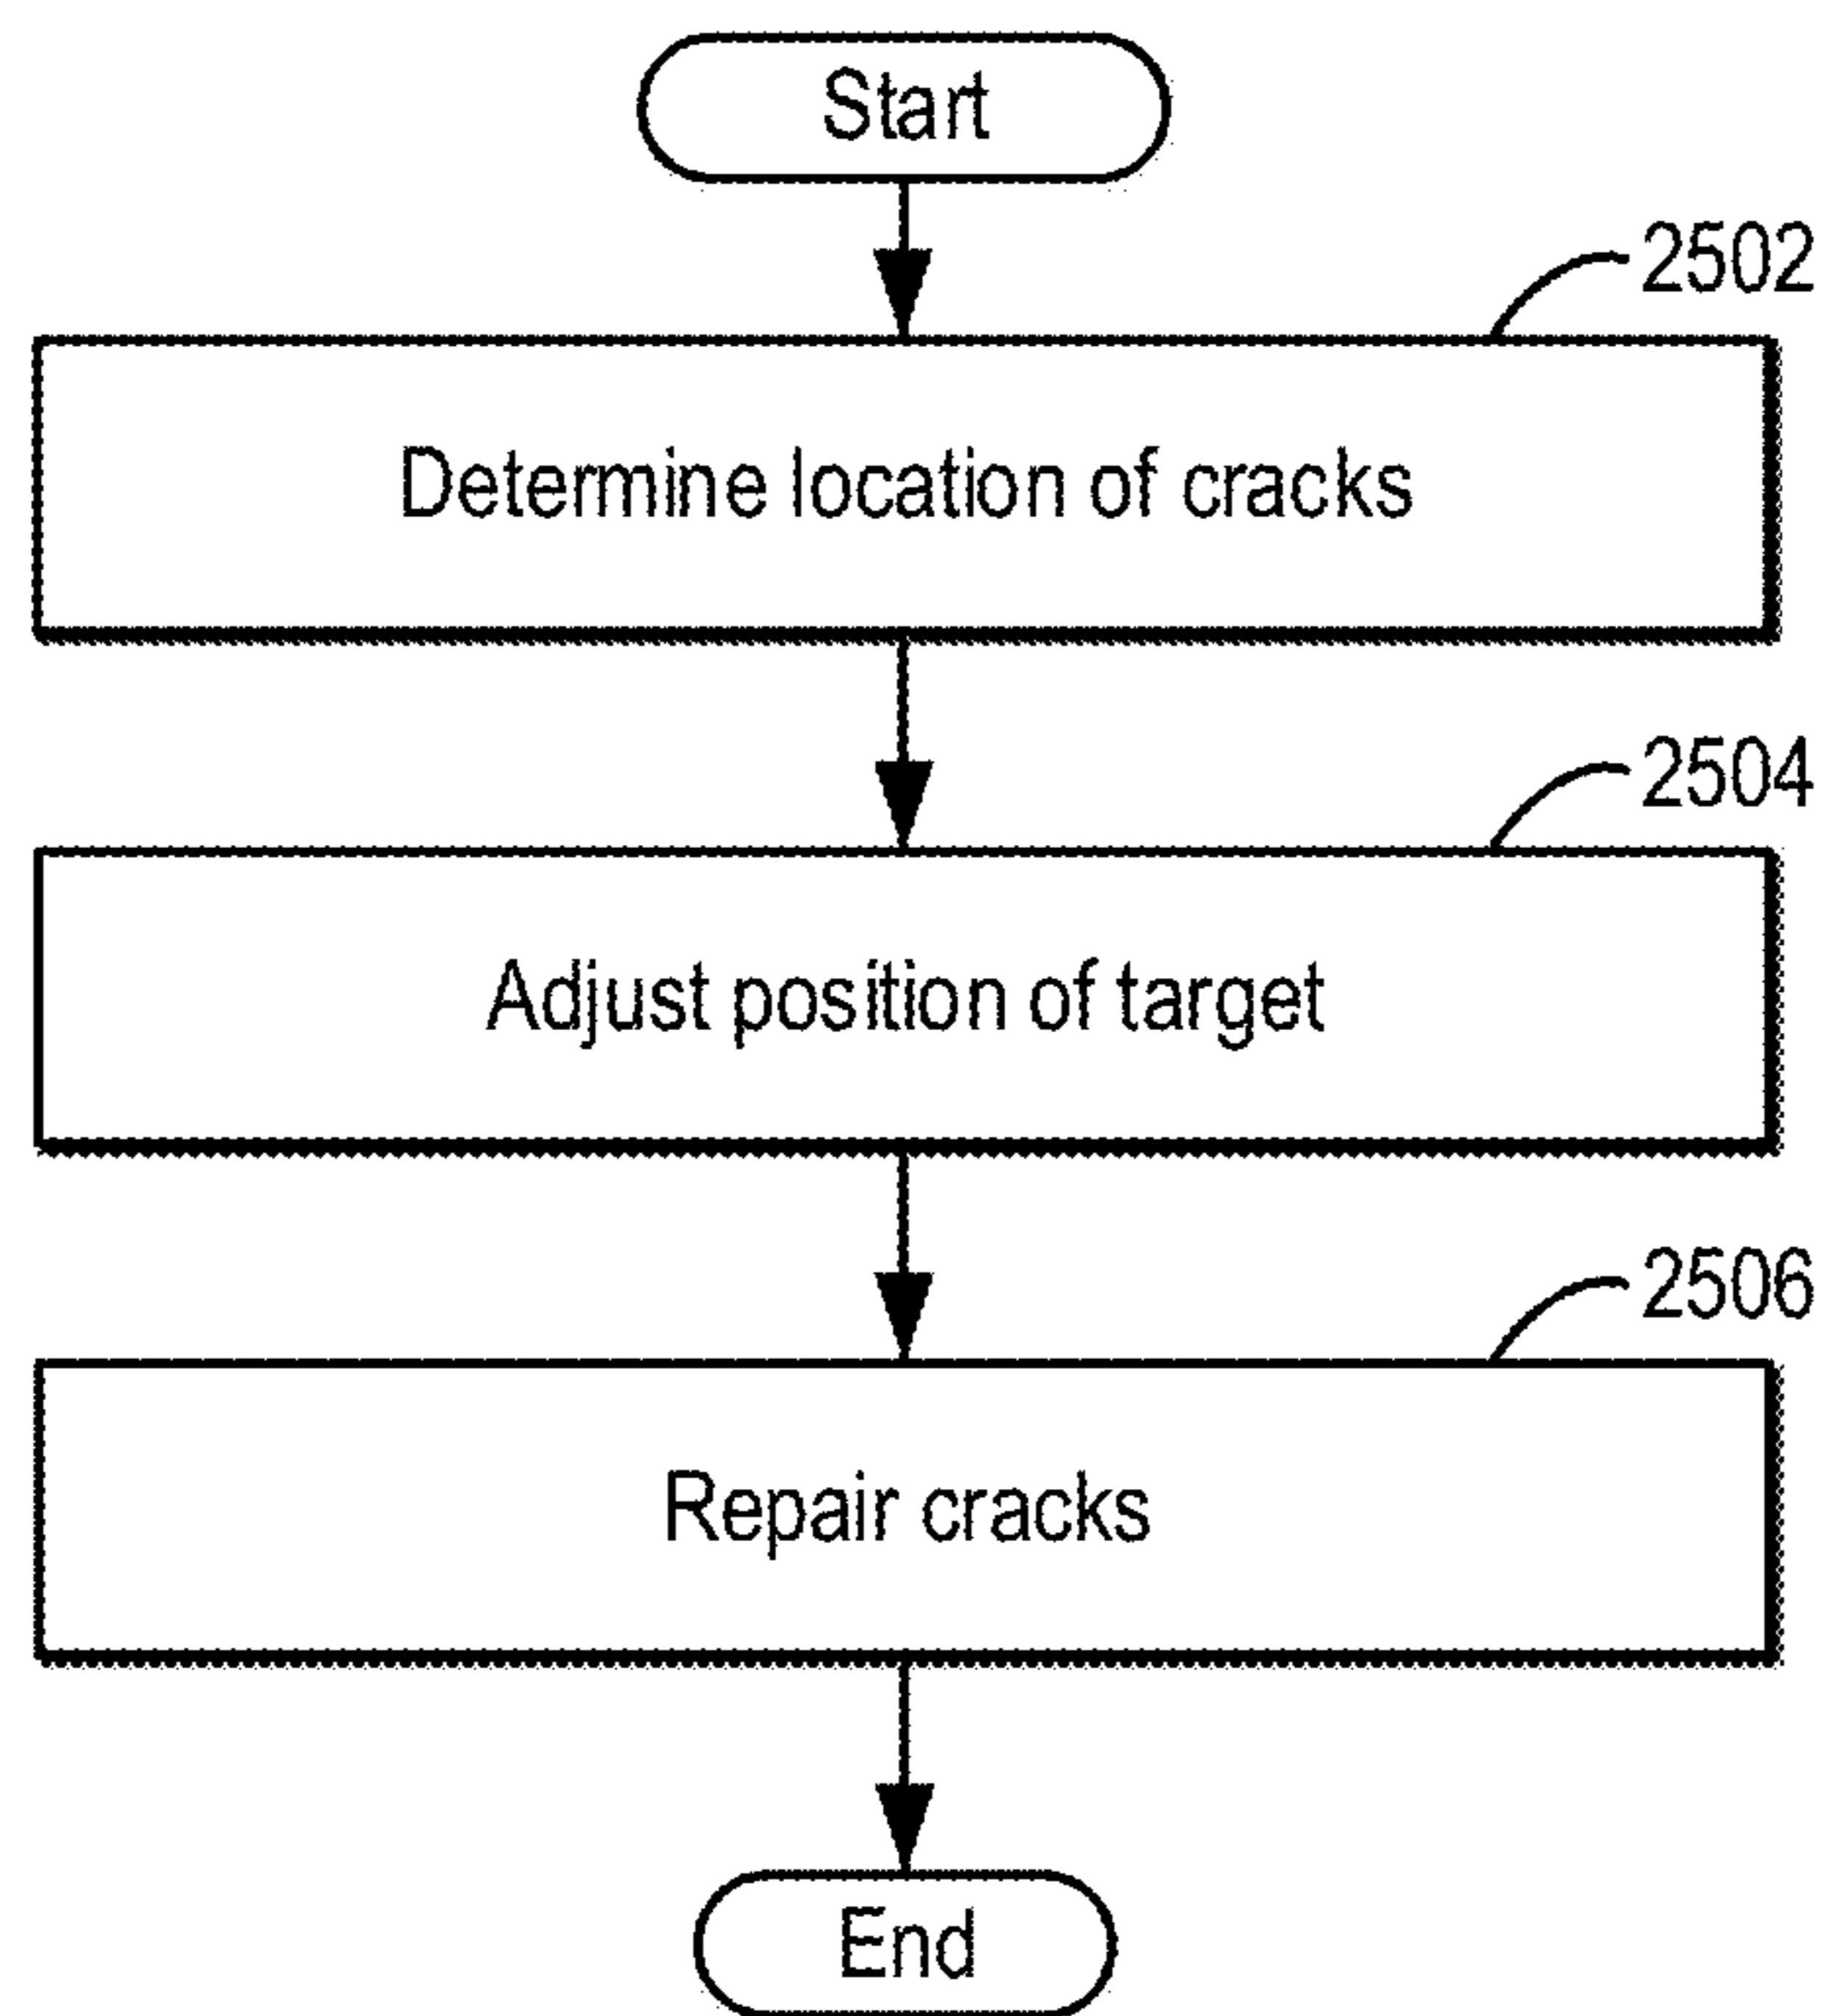 Start
2502
Determine location of cracks
2504
Adjust position of target
2506
Repair cracks
End